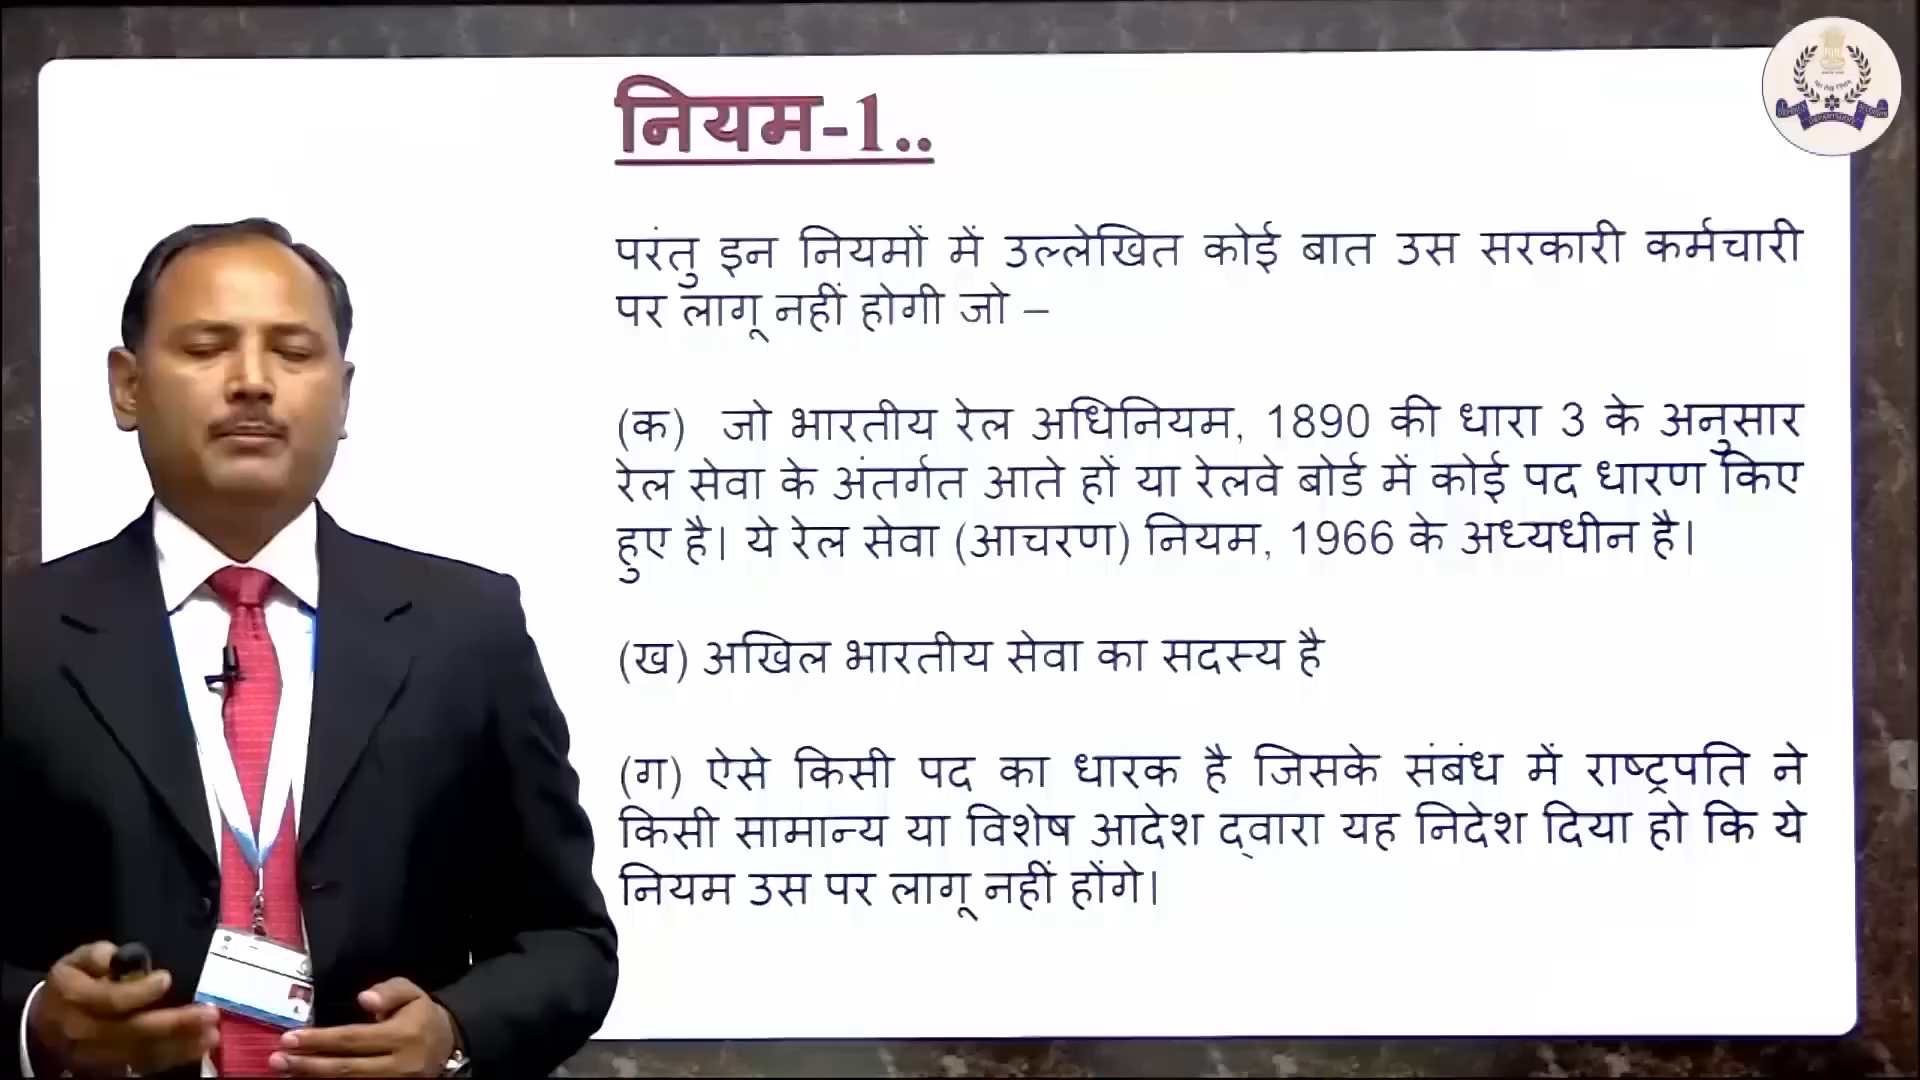 नियम-1..
परंतु इन नियमों में उल्लेखित कोई बात उस सरकारी कर्मचारी
पर लागू नहीं होगी जो –
(क) जो भारतीय रेल अधिनियम, 1890 की धारा 3 के अनुसार
रेल सेवा के अंतर्गत आते हों या रेलवे बोर्ड में कोई पद धारण किए
हुए है। ये रेल सेवा (आचरण) नियम, 1966 के अध्यधीन है।
(ख) अखिल भारतीय सेवा का सदस्य है
(ग) ऐसे किसी पद का धारक है जिसके संबंध में राष्ट्रपति ने
किसी सामान्य या विशेष आदेश द्वारा यह निदेश दिया हो कि ये
नियम उस पर लागू नहीं होंगे।